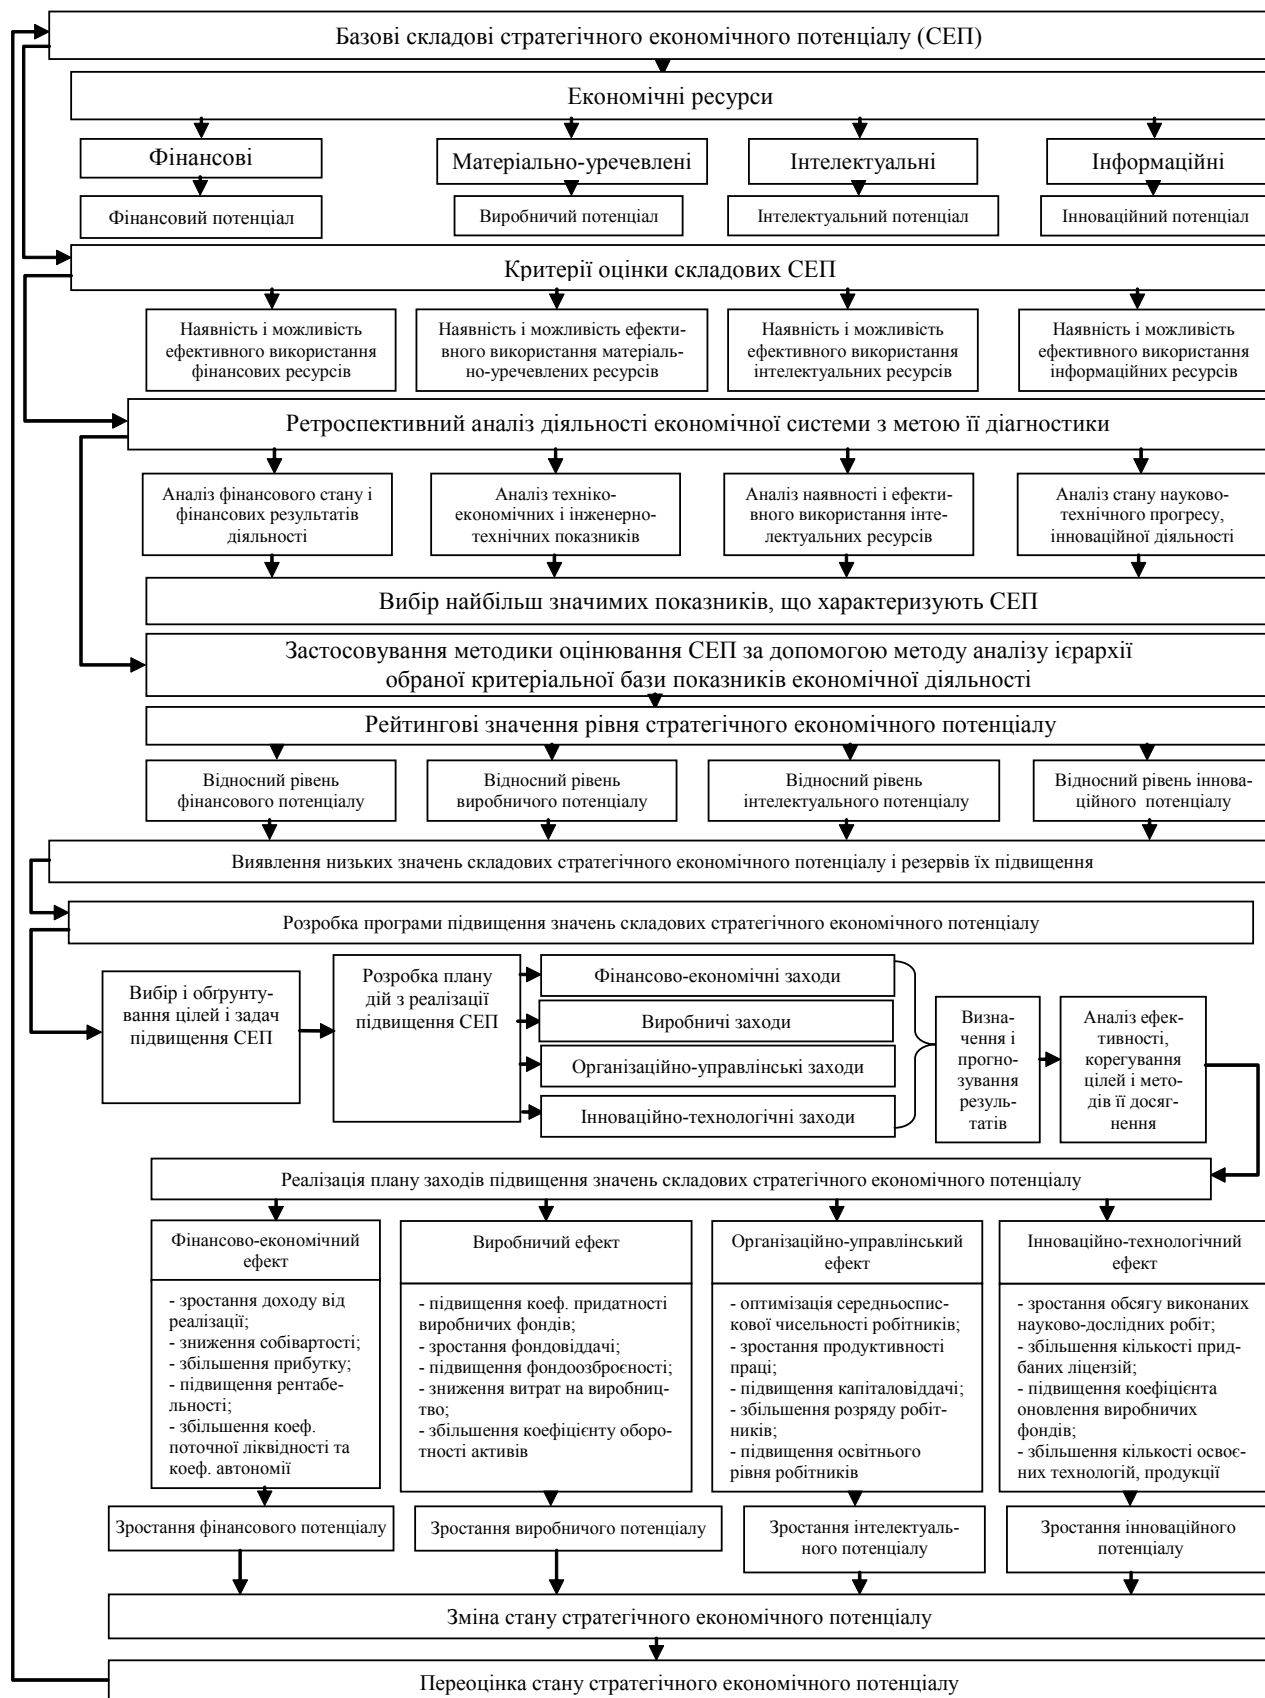 Базові складові стратегічного економічного потенціалу (СЕП)
Економічні ресурси
Фінансові
Матеріально-уречевлені
Інтелектуальні
Інформаційні
Фінансовий потенціал
Виробничий потенціал
Інтелектуальний потенціал
Інноваційний потенціал
Критерії оцінки складових СЕП
Наявність і можливість
ефективного використання
фінансових ресурсів
Наявність і можливість ефекти-
вного використання матеріаль-
но-уречевлених ресурсів
Наявність і можливість
ефективного використання
інтелектуальних ресурсів
Наявність і можливість
ефективного використання
інформаційних ресурсів
Ретроспективний аналіз діяльності економічної системи з метою її діагностики
Аналіз фінансового стану і
фінансових результатів
діяльності
Аналіз техніко-
економічних і інженерно-
технічних показників
Аналіз наявності і ефекти-
вного використання інте-
лектуальних ресурсів
Аналіз стану науково-
технічного прогресу,
інноваційної діяльності
Вибір найбільш значимих показників, що характеризують СЕП
Застосовування методики оцінювання СЕП за допомогою методу аналізу ієрархії
обраної критеріальної бази показників економічної діяльності
Рейтингові значення рівня стратегічного економічного потенціалу
Відносний рівень
фінансового потенціалу
Відносний рівень
виробничого потенціалу
Відносний рівень
інтелектуального потенціалу
Відносний рівень іннова-
ційного потенціалу
Виявлення низьких значень складових стратегічного економічного потенціалу і резервів їх підвищення
Розробка програми підвищення значень складових стратегічного економічного потенціалу
Вибір і обґрунту-
вання цілей і задач
підвищення СЕП
Розробка плану
дій з реалізації
підвищення СЕП
Фінансово-економічні заходи
Виробничі заходи
Організаційно-управлінські заходи
Інноваційно-технологічні заходи
Визна-
чення і
прогно-
зування
резуль-
татів
Аналіз ефек-
тивності,
корегування
цілей і мето-
дів її досяг-
нення
Реалізація плану заходів підвищення значень складових стратегічного економічного потенціалу
Фінансово-економічний
ефект
- зростання доходу від
реалізації;
- зниження собівартості;
- збільшення прибутку;
- підвищення рентабе-
льності;
- збільшення коеф.
поточної ліквідності та
коеф. автономії
Виробничий ефект
- підвищення коеф. придатності
виробничих фондів;
- зростання фондовіддачі;
- підвищення фондоозброєності;
- зниження витрат на виробниц-
тво;
- збільшення коефіцієнту оборо-
тності активів
Організаційно-управлінський
ефект
- оптимізація середньоспис-
кової чисельності робітників;
- зростання продуктивності
праці;
- підвищення капіталовіддачі;
- збільшення розряду робіт-
ників;
- підвищення освітнього
рівня робітників
Інноваційно-технологічний
ефект
- зростання обсягу виконаних
науково-дослідних робіт;
- збільшення кількості прид-
баних ліцензій;
- підвищення коефіцієнта
оновлення виробничих
фондів;
- збільшення кількості освоє-
них технологій, продукції
Зростання фінансового потенціалу
Зростання виробничого потенціалу
Зростання інтелектуаль-
ного потенціалу
Зростання інноваційного
потенціалу
Зміна стану стратегічного економічного потенціалу
Переоцінка стану стратегічного економічного потенціалу